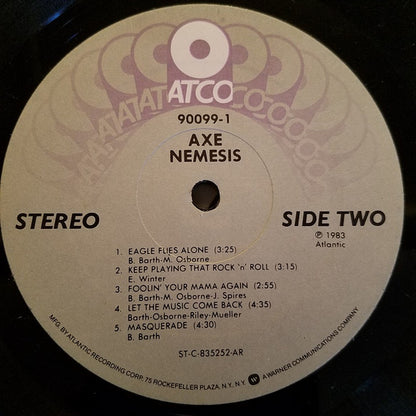 ATCO
90099-1
AXE
NEMESIS
STEREO
SIDE TWO
℗ 1983
Atlantic
1. EAGLE FLIES ALONE (3:25)
B. Barth-M. Osborne
2. KEEP PLAYING THAT ROCK 'n' ROLL (3:15)
E. Winter
3. FOOLIN' YOUR MAMA AGAIN (2:55)
B. Barth-M. Osborne-J. Spires
4. LET THE MUSIC COME BACK (4:35)
Barth-Osborne-Riley-Mueller
5. MASQUERADE (4:30)
B. Barth
ST-C-835252-AR
MFG. BY ATLANTIC RECORDING CORP. 75 ROCKEFELLER PLAZA, N.Y. N.Y. W A WARNER COMMUNICATIONS COMPANY